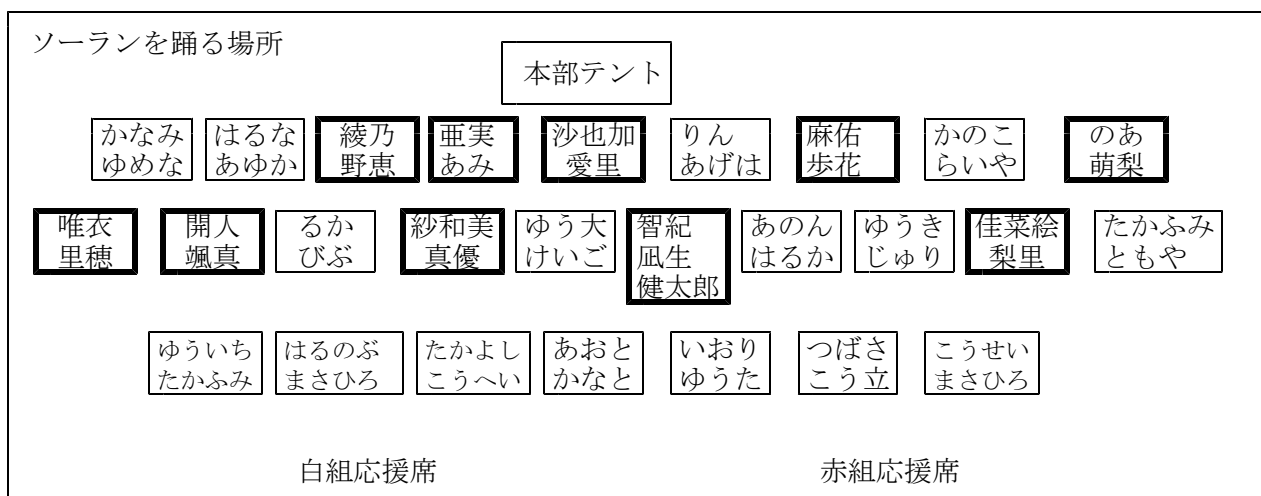 ソーランを踊る場所
本部テント
かなみ
ゆめな
はるな
あゆか
綾乃
野恵
亜実
あみ
沙也加
愛里
りん
あげは
麻佑
歩花
かのこ
らいや
のあ
萌梨
唯衣
里穂
開人
颯真
るか
びぶ
紗和美
真優
ゆう大
けいご
智紀
凪生
健太郎
あのん
はるか
ゆうき
じゅり
佳菜絵
梨里
たかふみ
ともや
ゆういち
たかふみ
はるのぶ
まさひろ
たかよし
こうへい
あおと
かなと
いおり
ゆうた
つばさ
こう立
こうせい
まさひろ
白組応援席
赤組応援席